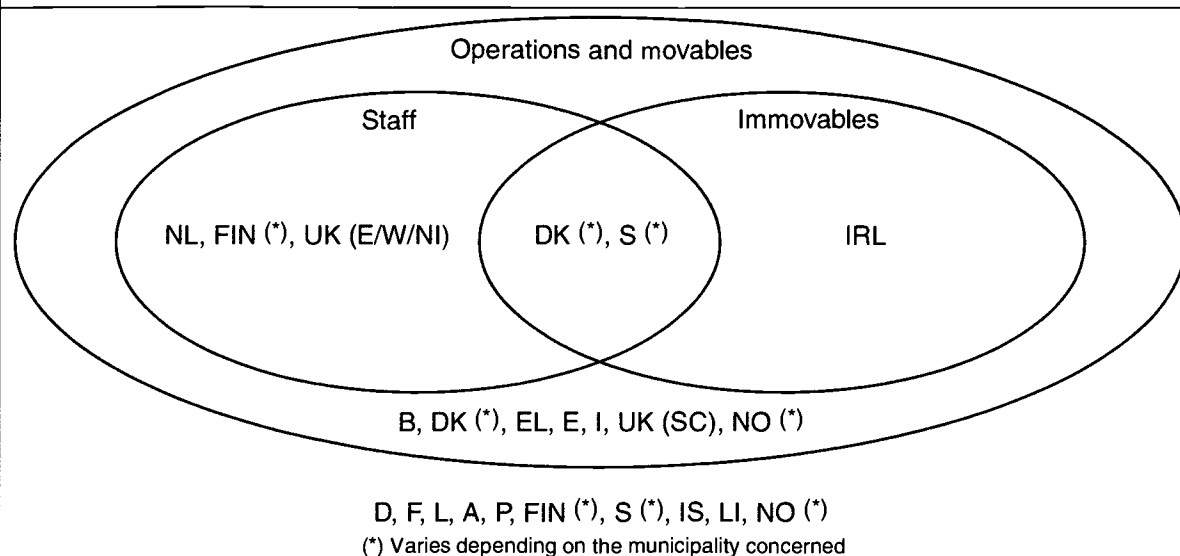 Operations and movables
Staff
Immovables
NL, FIN (*), UK (E/W/NI)
DK (*), S (*)
IRL
B, DK (*), EL, E, I, UK (SC), NO (*)
D, F, L, A, P, FIN (*), S (*), IS, LI, NO (*)
(*) Varies depending on the municipality concerned